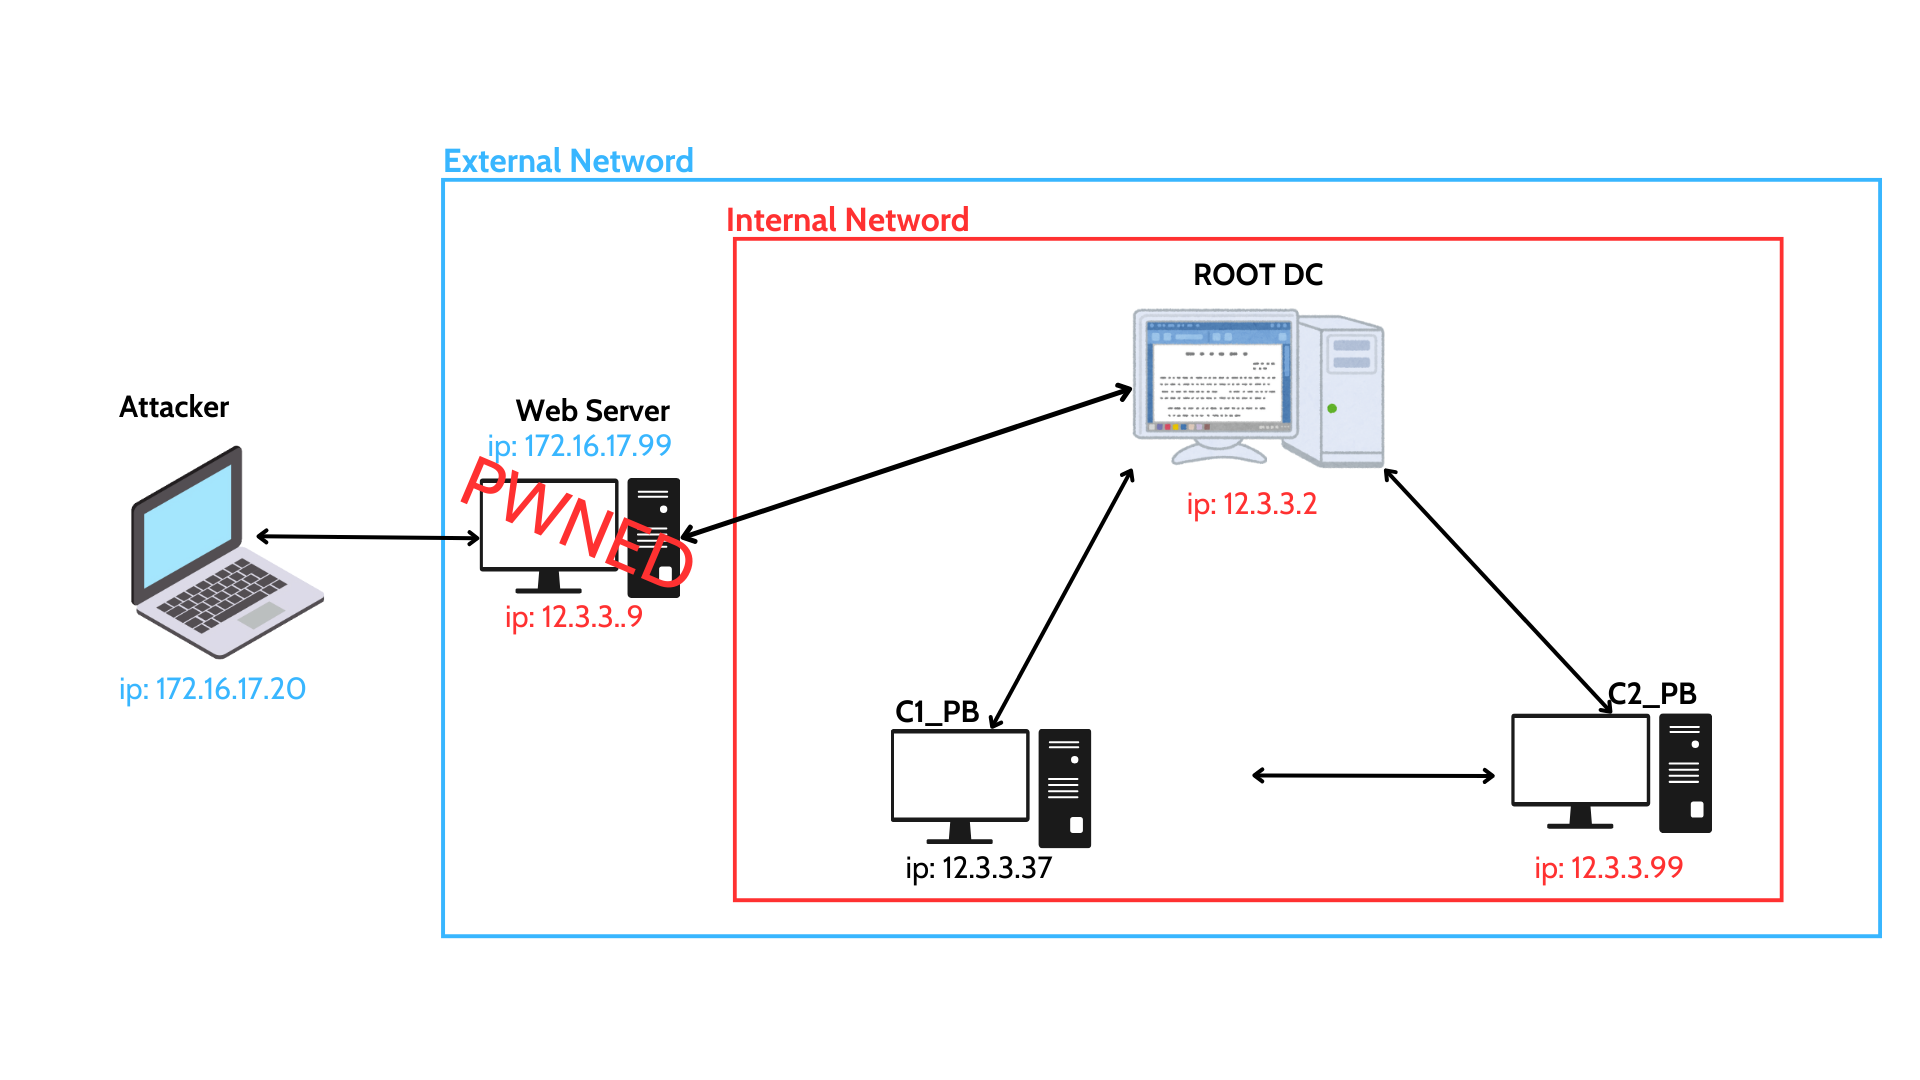 External Netword
Internal Netword
ROOT DC
Attacker
Web Server
ip: 172.16.17.99
PWNED
ip: 12.3.3.2
ip: 12.3.3..9
ip: 172.16.17.20
C1_PB
C2_PB
ip: 12.3.3.37
ip: 12.3.3.99